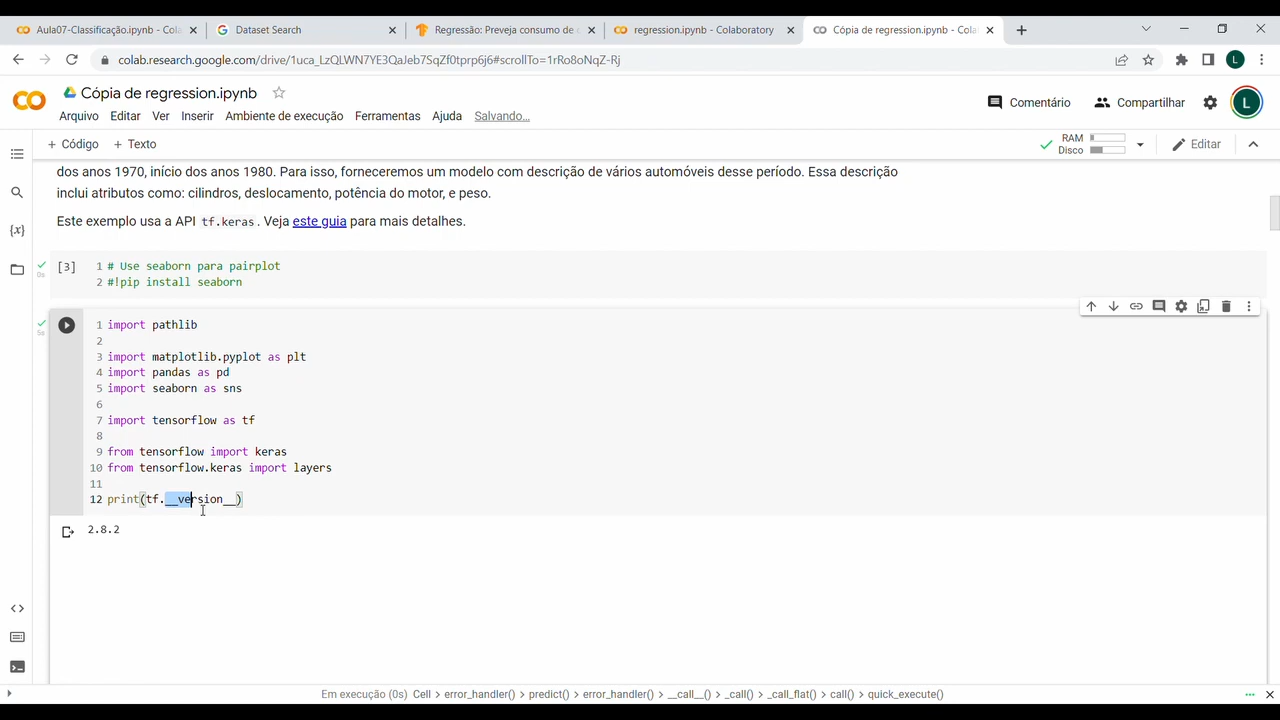 Aula07-Classificação.ipynb - Cola
Dataset Search
Regressão: Preveja consumo de c
regression.ipynb - Colaboratory
Cópia de regression.ipynb - Cola
colab.research.google.com/drive/1uca_LzQLWN7YE3QaJeb7SqZf0tprp6j6#scrollTo=1rRo8oNqZ-Rj
L
Cópia de regression.ipynb
Arquivo Editar Ver Inserir Ambiente de execução Ferramentas Ajuda Salvando...
Comentário Compartilhar L
+ Código + Texto
RAM
Disco
Editar
dos anos 1970, início dos anos 1980. Para isso, forneceremos um modelo com descrição de vários automóveis desse período. Essa descrição
inclui atributos como: cilindros, deslocamento, potência do motor, e peso.
Este exemplo usa a API tf.keras. Veja este guia para mais detalhes.
0s [3] 1 # Use seaborn para pairplot
2 #!pip install seaborn
5s 1 import pathlib
2
3 import matplotlib.pyplot as plt
4 import pandas as pd
5 import seaborn as sns
6
7 import tensorflow as tf
8
9 from tensorflow import keras
10 from tensorflow.keras import layers
11
12 print(tf.__version__)
2.8.2
Em execução (0s) Cell > error_handler() > predict() > error_handler() > __call__() > _call() > _call_flat() > call() > quick_execute()